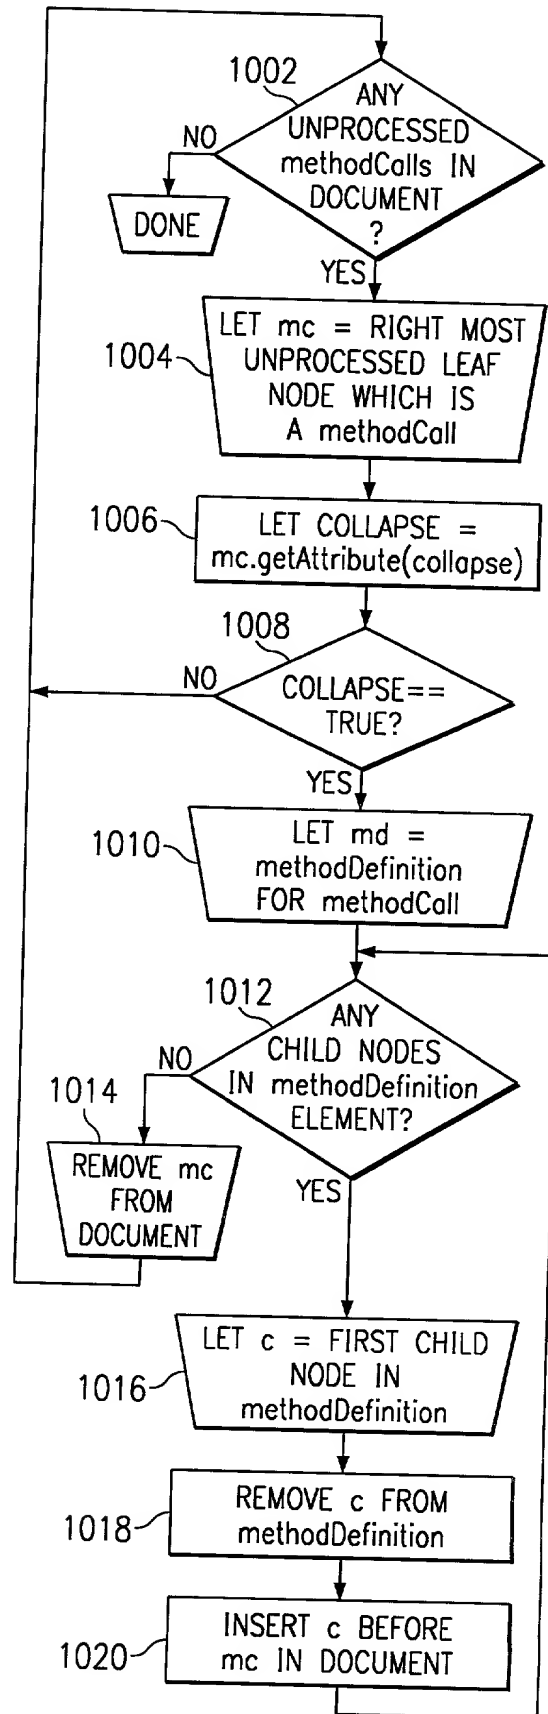 1002
ANY
UNPROCESSED
methodCalls IN
DOCUMENT
?
NO
DONE
YES
LET mc = RIGHT MOST
UNPROCESSED LEAF
NODE WHICH IS
A methodCall
1004
1006
LET COLLAPSE =
mc.getAttribute(collapse)
1008
NO
COLLAPSE==
TRUE?
YES
1010
LET md =
methodDefinition
FOR methodCall
1012
ANY
CHILD NODES
IN methodDefinition
ELEMENT?
NO
1014
REMOVE mc
FROM
DOCUMENT
YES
LET c = FIRST CHILD
NODE IN
methodDefinition
1016
REMOVE c FROM
methodDefinition
1018
INSERT c BEFORE
mc IN DOCUMENT
1020